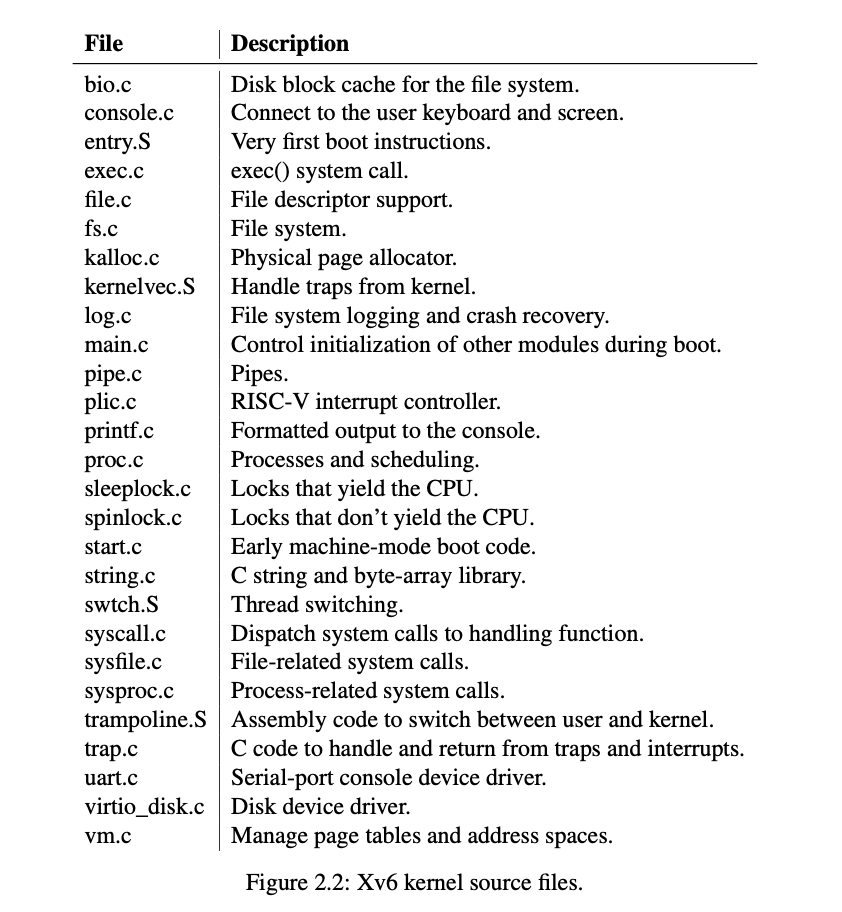 File Description
bio.c Disk block cache for the file system.
console.c Connect to the user keyboard and screen.
entry.S Very first boot instructions.
exec.c exec() system call.
file.c File descriptor support.
fs.c File system.
kalloc.c Physical page allocator.
kernelvec.S Handle traps from kernel.
log.c File system logging and crash recovery.
main.c Control initialization of other modules during boot.
pipe.c Pipes.
plic.c RISC-V interrupt controller.
printf.c Formatted output to the console.
proc.c Processes and scheduling.
sleeplock.c Locks that yield the CPU.
spinlock.c Locks that don’t yield the CPU.
start.c Early machine-mode boot code.
string.c C string and byte-array library.
swtch.S Thread switching.
syscall.c Dispatch system calls to handling function.
sysfile.c File-related system calls.
sysproc.c Process-related system calls.
trampoline.S Assembly code to switch between user and kernel.
trap.c C code to handle and return from traps and interrupts.
uart.c Serial-port console device driver.
virtio_disk.c Disk device driver.
vm.c Manage page tables and address spaces.
Figure 2.2: Xv6 kernel source files.